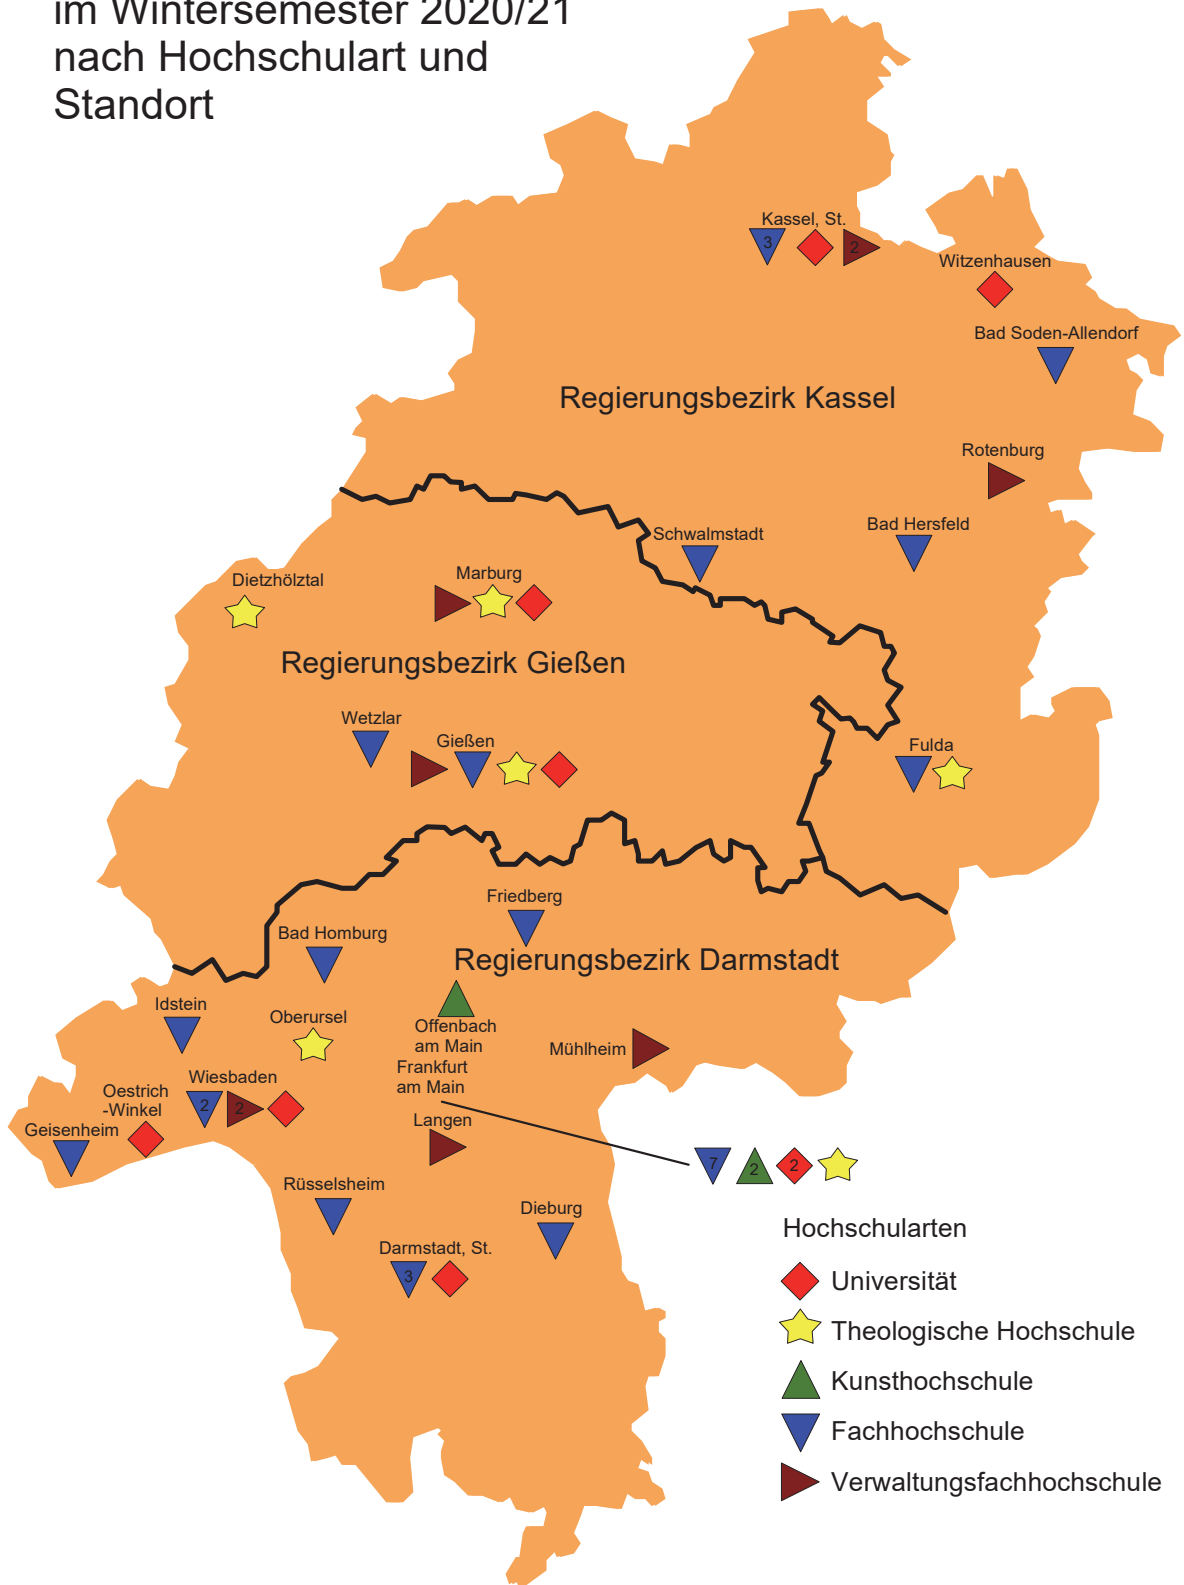 im Wintersemester 2020/21
nach Hochschulart und
Standort
Kassel, St.
3
2
Witzenhausen
Bad Soden-Allendorf
Regierungsbezirk Kassel
Rotenburg
Bad Hersfeld
Schwalmstadt
Dietzhölztal
Marburg
Regierungsbezirk Gießen
Wetzlar
Gießen
Fulda
Friedberg
Bad Homburg
Regierungsbezirk Darmstadt
Idstein
Oberursel
Offenbach
am Main
Mühlheim
Frankfurt
am Main
Wiesbaden
2
2
Oestrich
-Winkel
Geisenheim
Langen
7
2
2
Rüsselsheim
Dieburg
Darmstadt, St.
3
Hochschularten
Universität
Theologische Hochschule
Kunsthochschule
Fachhochschule
Verwaltungsfachhochschule